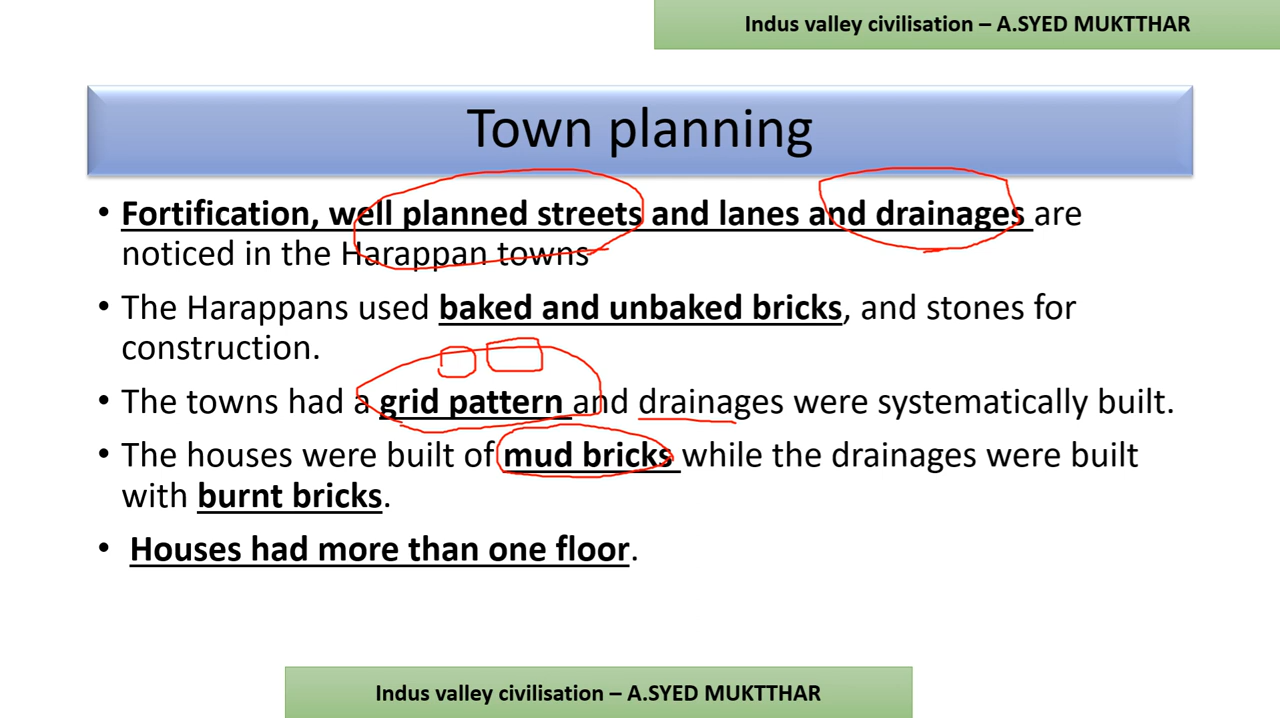 Indus valley civilisation – A.SYED MUKTTHAR
Town planning
• Fortification, well planned streets and lanes and drainages are
noticed in the Harappan towns
• The Harappans used baked and unbaked bricks, and stones for
construction.
• The towns had a grid pattern and drainages were systematically built.
• The houses were built of mud bricks while the drainages were built
with burnt bricks.
• Houses had more than one floor.
Indus valley civilisation – A.SYED MUKTTHAR